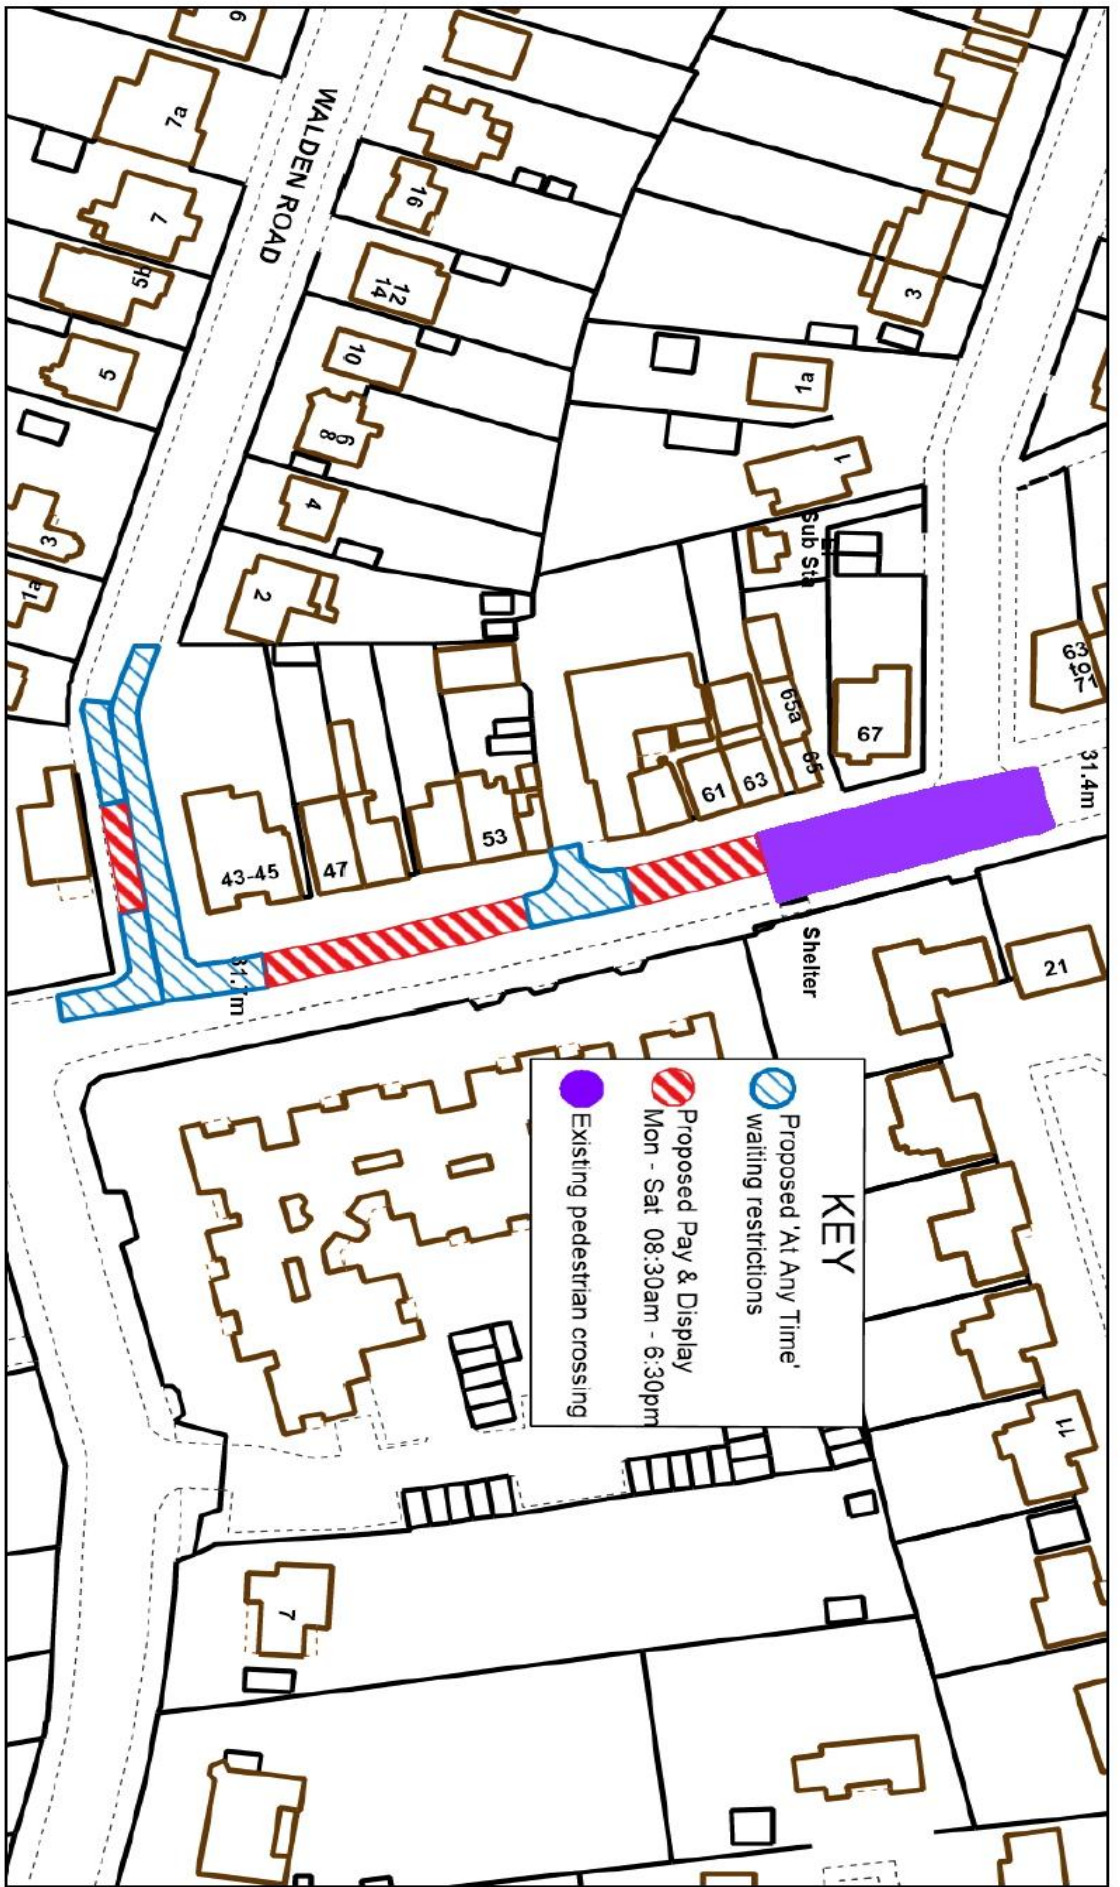 KEY
Proposed 'At Any Time'
waiting restrictions
Proposed Pay & Display
Mon - Sat 08:30am - 6:30pm
Existing pedestrian crossing
WALDEN ROAD
9
7a
7
5b
5
3
1a
16
12
14
10
6
8
4
2
3
1a
1
Sub Sta
67
65a
65
63
61
53
47
43-45
31.7m
63
to
71
31.4m
Shelter
21
11
7